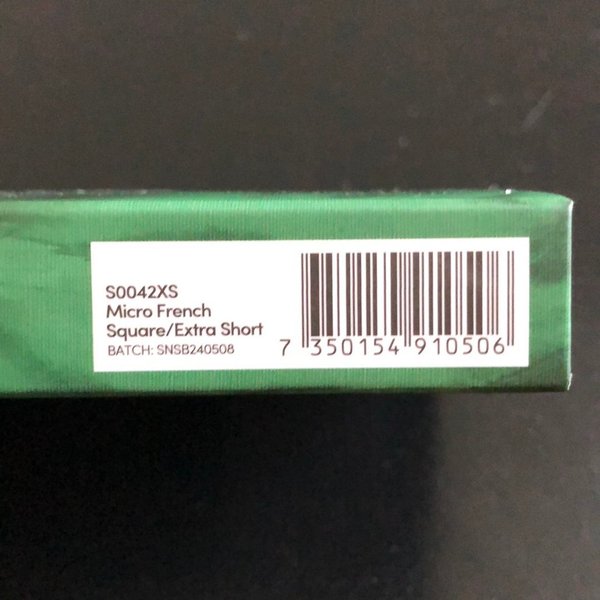 S0042XS
Micro French
Square/Extra Short
BATCH: SNSB240508
7 350154 910506